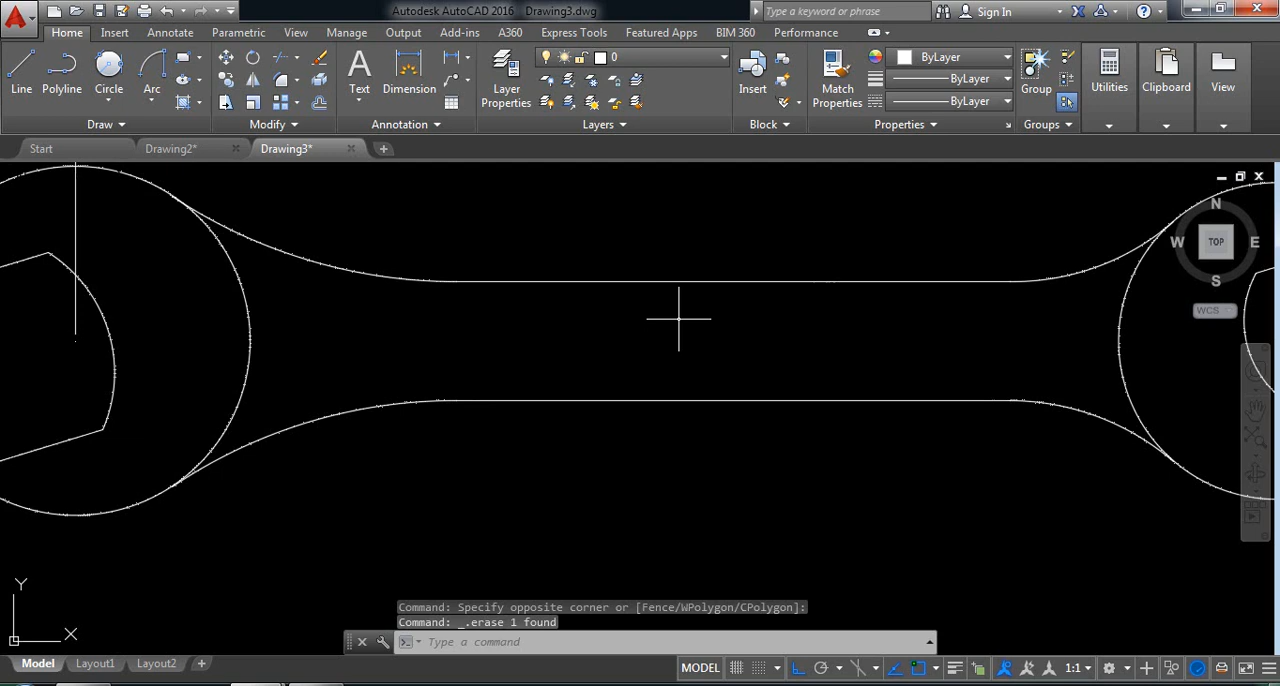 Autodesk AutoCAD 2016 Drawing3.dwg
Type a keyword or phrase
Sign In
Home Insert Annotate Parametric View Manage Output Add-ins A360 Express Tools Featured Apps BIM 360 Performance
Line Polyline Circle Arc
Draw
Modify
Text Dimension
Annotation
Layer Properties
0
Layers
Insert
Block
Match Properties
ByLayer
ByLayer
ByLayer
Properties
Group
Groups
Utilities
Clipboard
View
Start Drawing2* Drawing3*
N
W TOP E
S
WCS
Y
X
Command: Specify opposite corner or [Fence/WPolygon/CPolygon]:
Command: _.erase 1 found
Type a command
Model Layout1 Layout2
MODEL 1:1